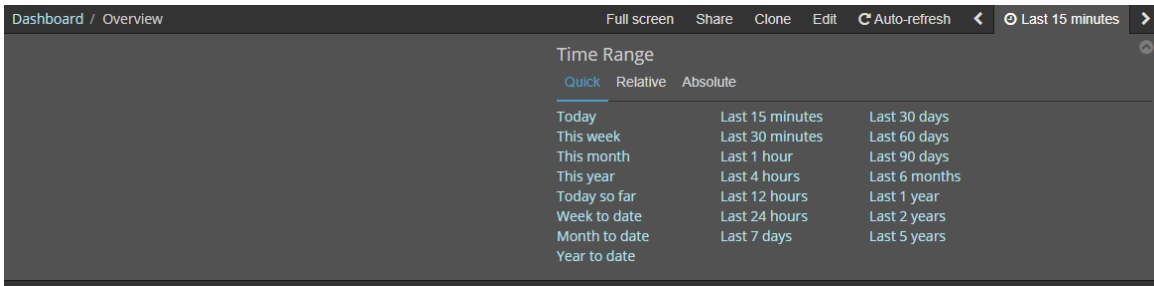 Dashboard / Overview Full screen Share Clone Edit Auto-refresh Last 15 minutes
Time Range
Quick Relative Absolute
Today Last 15 minutes Last 30 days
This week Last 30 minutes Last 60 days
This month Last 1 hour Last 90 days
This year Last 4 hours Last 6 months
Today so far Last 12 hours Last 1 year
Week to date Last 24 hours Last 2 years
Month to date Last 7 days Last 5 years
Year to date